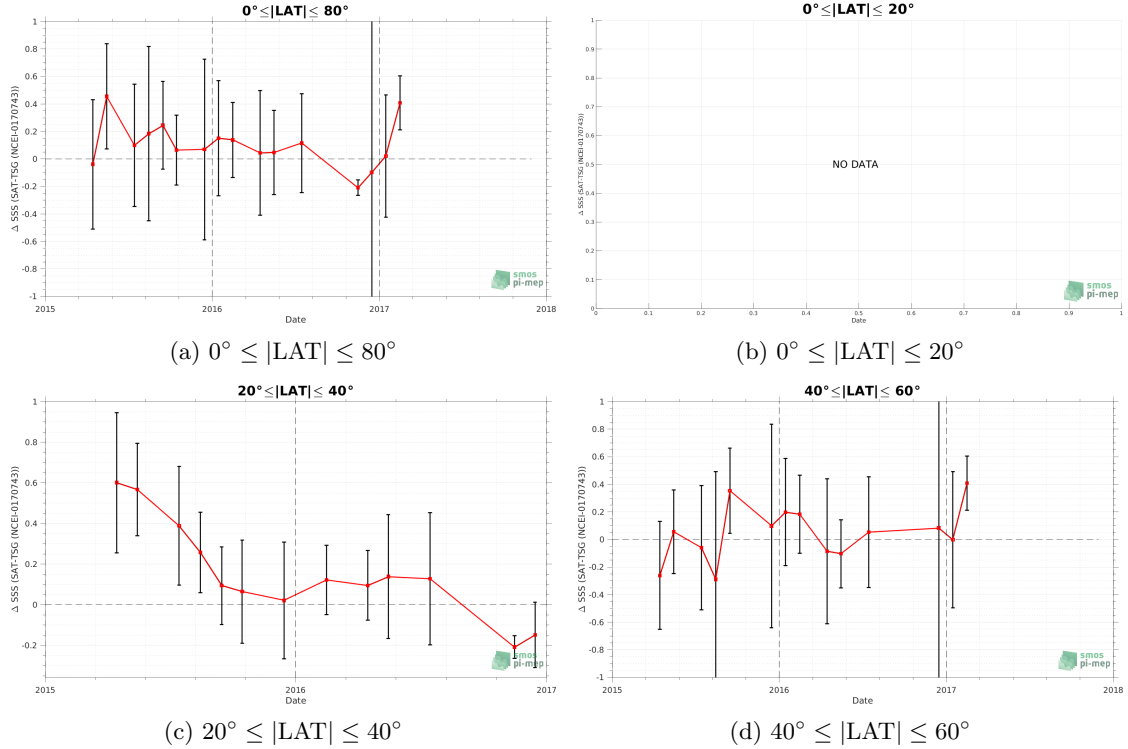 0°≤|LAT|≤ 80°
Δ SSS (SAT-TSG (NCEI-0170743))
1
0.8
0.6
0.4
0.2
0
-0.2
-0.4
-0.6
-0.8
-1
2015
2016
2017
2018
Date
smos
pi-mep
(a) 0° ≤ |LAT| ≤ 80°
0°≤|LAT|≤ 20°
Δ SSS (SAT-TSG (NCEI-0170743))
1
0.9
0.8
0.7
0.6
0.5
0.4
0.3
0.2
0.1
0
NO DATA
0
0.1
0.2
0.3
0.4
0.5
0.6
0.7
0.8
0.9
1
Date
smos
pi-mep
(b) 0° ≤ |LAT| ≤ 20°
20°≤|LAT|≤ 40°
Δ SSS (SAT-TSG (NCEI-0170743))
1
0.8
0.6
0.4
0.2
0
-0.2
2015
2016
2017
Date
smos
pi-mep
(c) 20° ≤ |LAT| ≤ 40°
40°≤|LAT|≤ 60°
Δ SSS (SAT-TSG (NCEI-0170743))
1
0.8
0.6
0.4
0.2
0
-0.2
-0.4
-0.6
-0.8
-1
2015
2016
2017
2018
Date
smos
pi-mep
(d) 40° ≤ |LAT| ≤ 60°